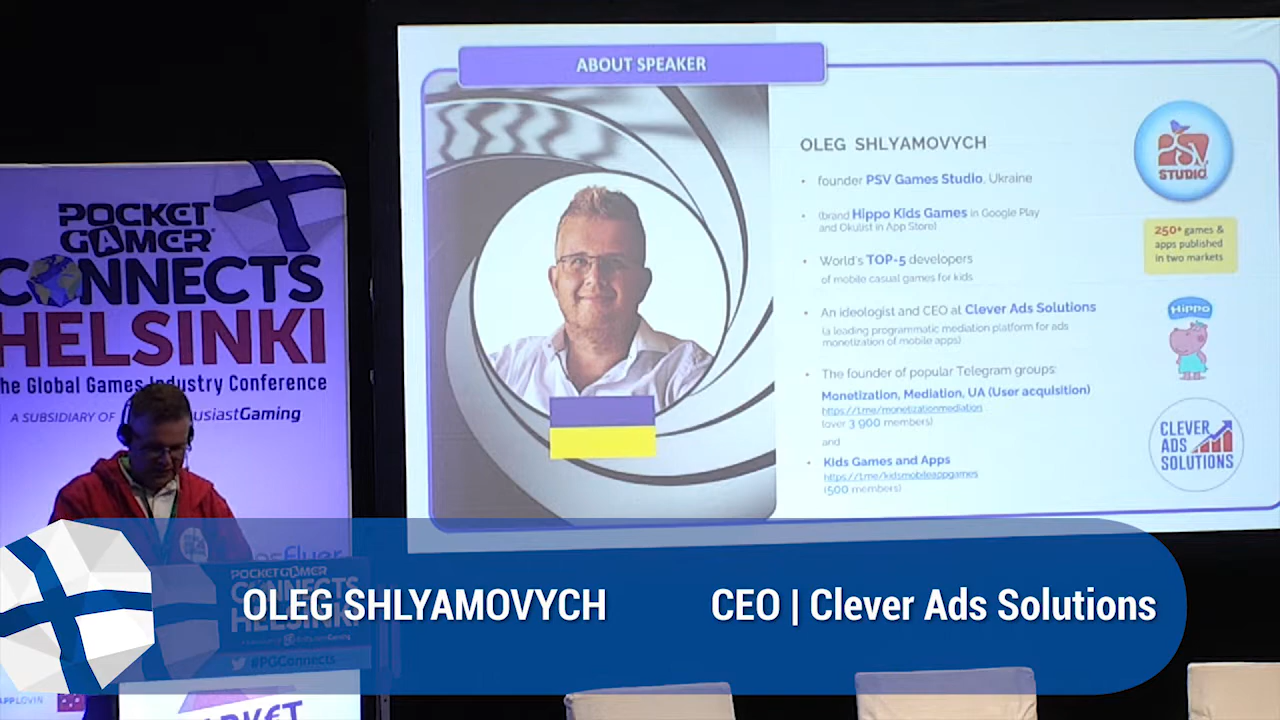 ABOUT SPEAKER
OLEG SHLYAMOVYCH
• founder PSV Games Studio, Ukraine
• (brand Hippo Kids Games in Google Play
and Okulist in App Store)
• World's TOP-5 developers
of mobile casual games for kids
• An ideologist and CEO at Clever Ads Solutions
(a leading programmatic mediation platform for ads
monetization of mobile apps)
• The founder of popular Telegram groups:
Monetization, Mediation, UA (User acquisition)
https://t.me/monetizationmediation
(over 3 900 members)
and
• Kids Games and Apps
https://t.me/kidsmobileappgames
(500 members)
PSV
STUDIO
250+ games &
apps published
in two markets
Hippo
CLEVER
ADS
SOLUTIONS
POCKET
GAMER
CONNECTS
HELSINKI
he Global Games Industry Conference
A SUBSIDIARY OF
usiastGaming
POCKET GAMER
CONNECTS
HELSINKI
#PGConnects
OLEG SHLYAMOVYCH
CEO | Clever Ads Solutions
APPLOVIN